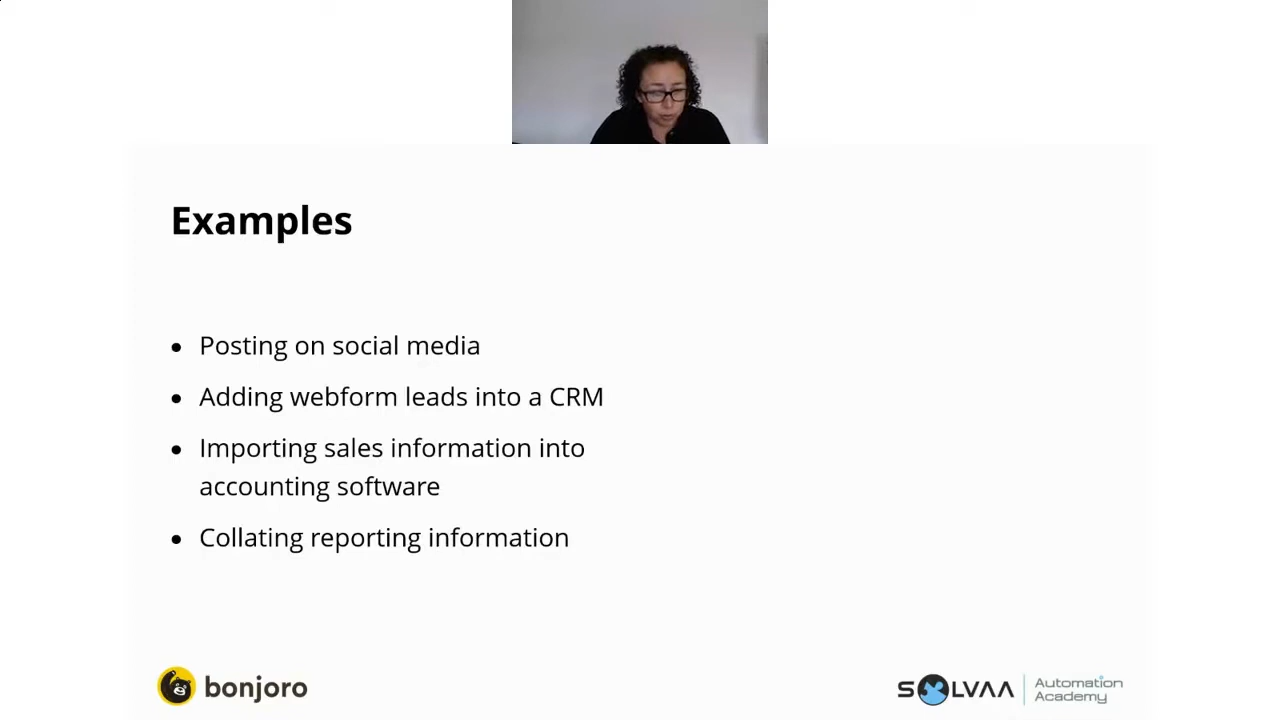 Examples
• Posting on social media
• Adding webform leads into a CRM
• Importing sales information into
accounting software
• Collating reporting information
bonjoro
SOLVAA | Automation
Academy